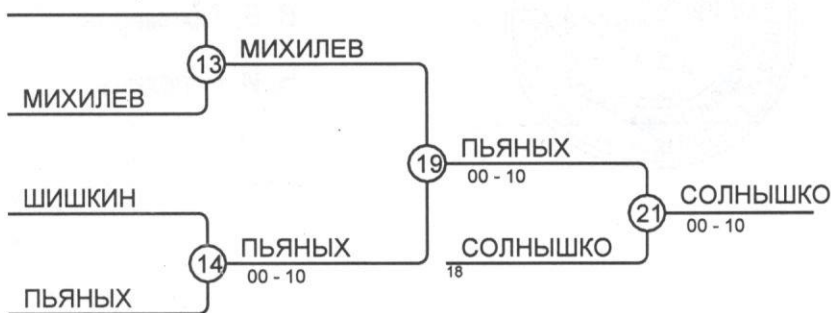 13
МИХИЛЕВ
МИХИЛЕВ
19
ПЬЯНЫХ
00 - 10
ШИШКИН
21
СОЛНЫШКО
00 - 10
14
ПЬЯНЫХ
00 - 10
СОЛНЫШКО
18
ПЬЯНЫХ